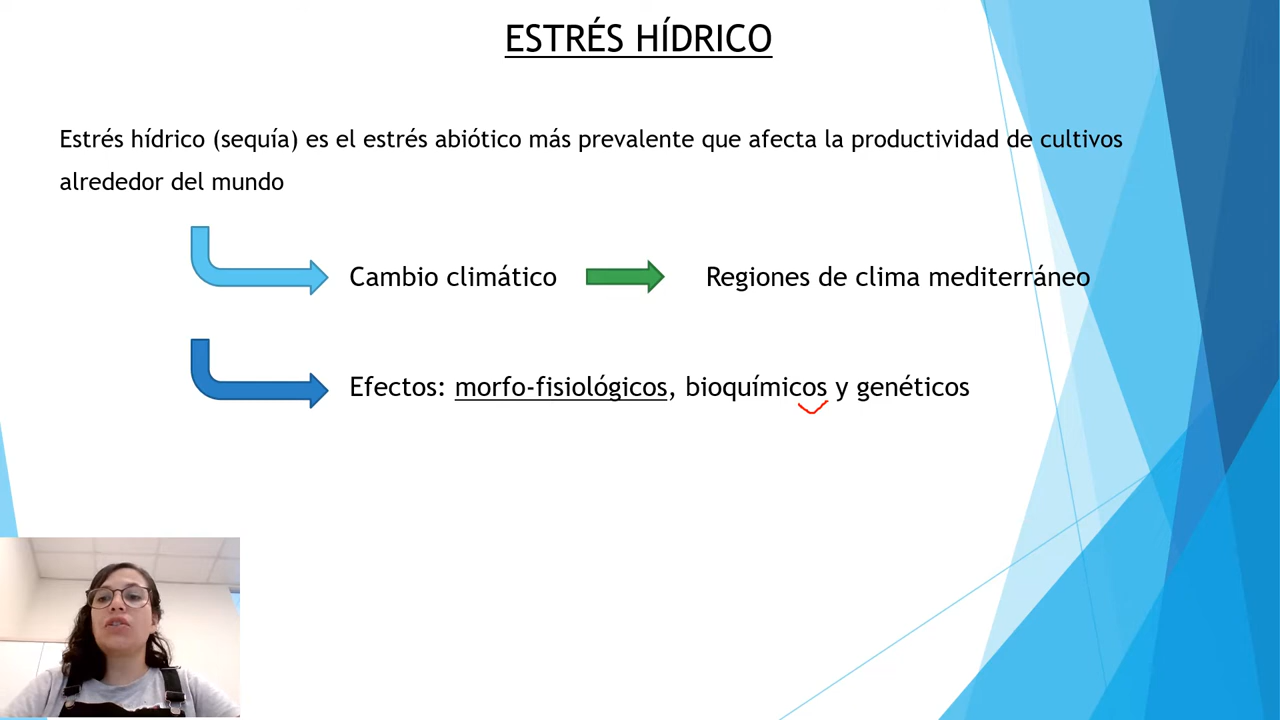 ESTRÉS HÍDRICO
Estrés hídrico (sequía) es el estrés abiótico más prevalente que afecta la productividad de cultivos
alrededor del mundo
Cambio climático
Regiones de clima mediterráneo
Efectos: morfo-fisiológicos, bioquímicos y genéticos